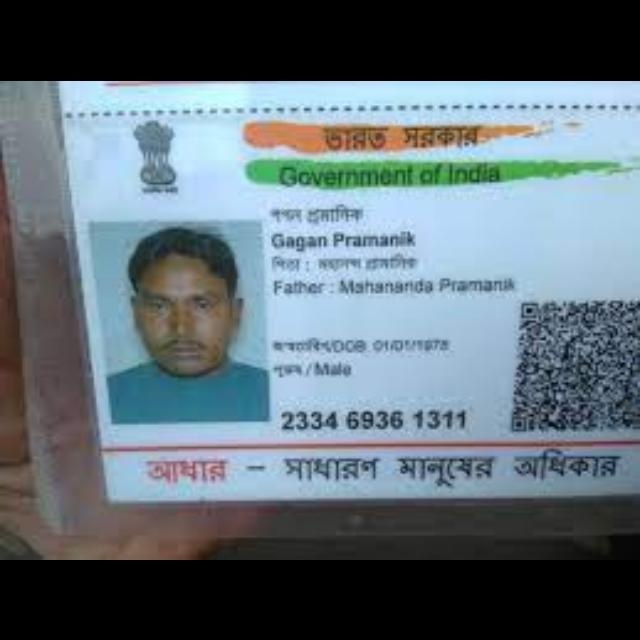 ভারত সরকার
Government of India
গগন প্রমানিক
Gagan Pramanik
পিতা : মহানন্দ প্রামানিক
Father : Mahananda Pramanik
জন্মতারিখ/DOB: 01/01/1978
পুরুষ / Male
2334 6936 1311
আধার – সাধারণ মানুষের অধিকার